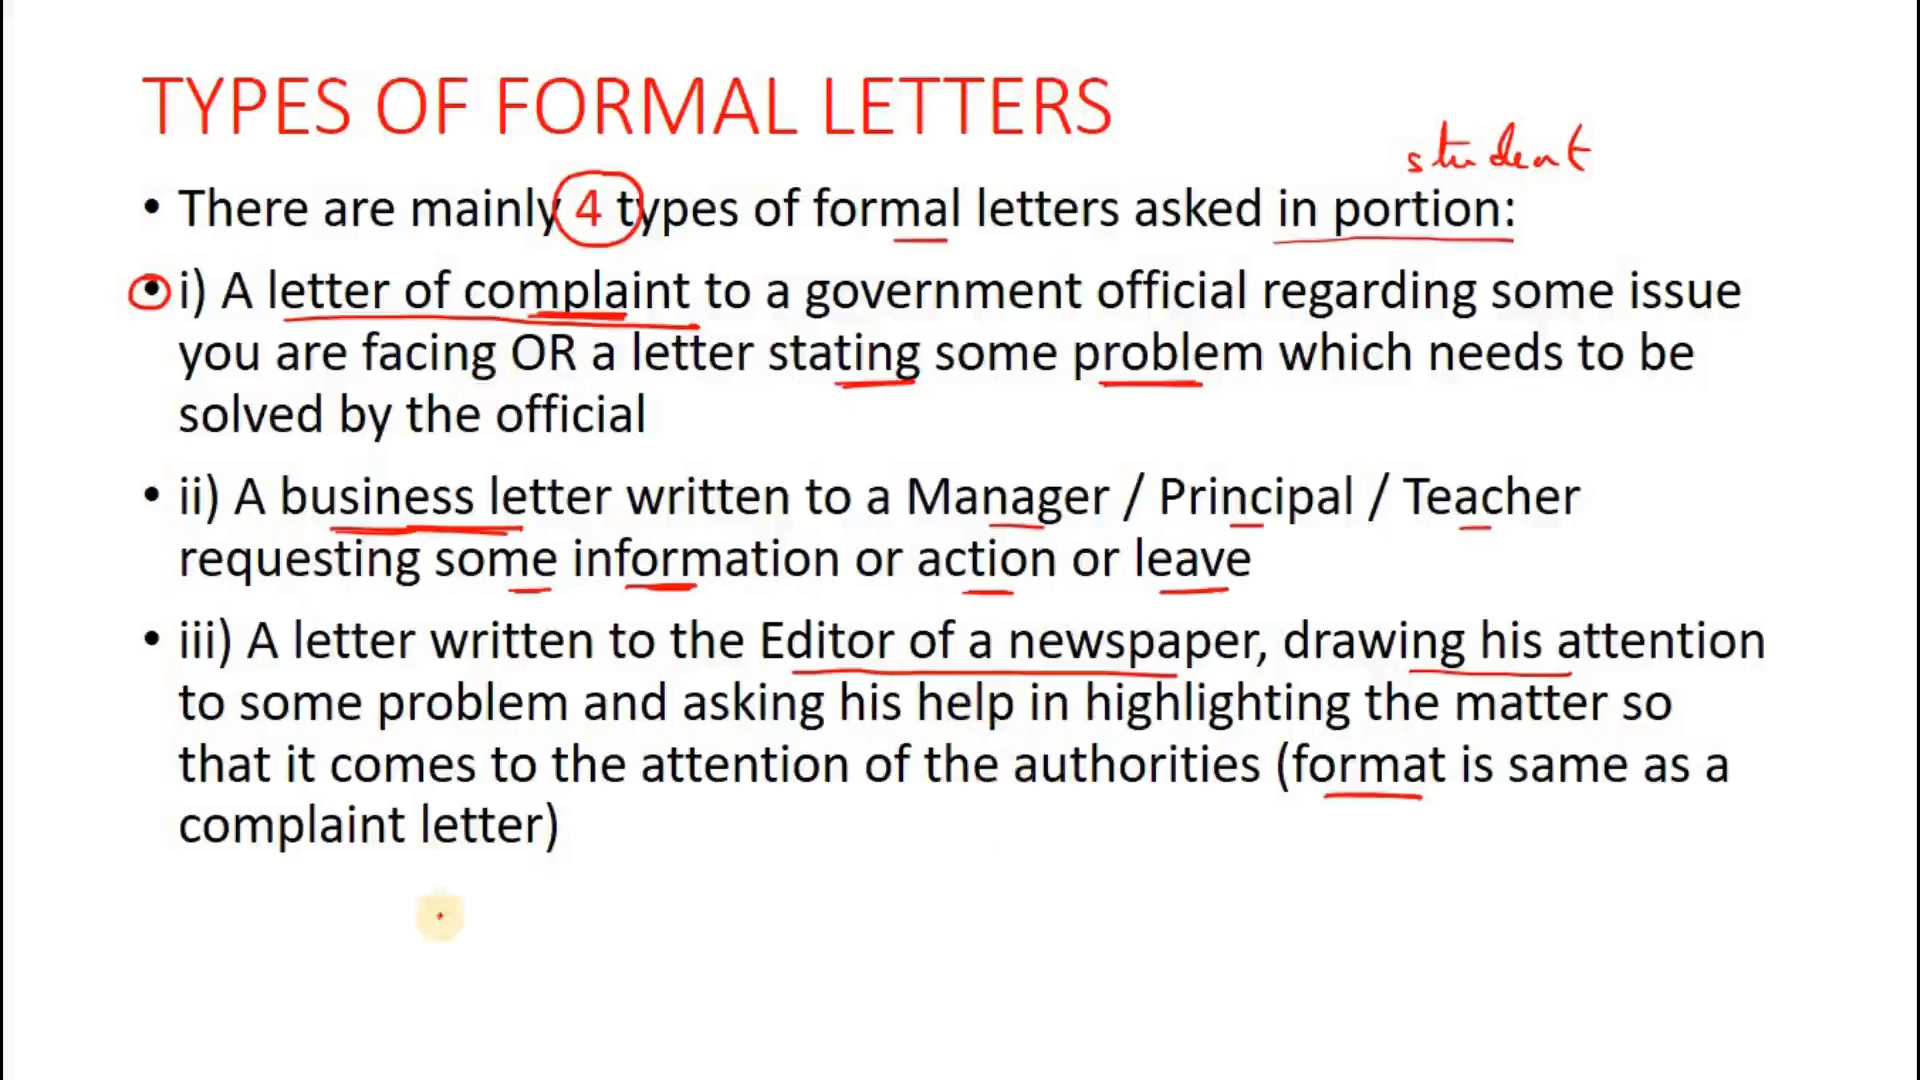 TYPES OF FORMAL LETTERS
student
• There are mainly 4 types of formal letters asked in portion:
• i) A letter of complaint to a government official regarding some issue
you are facing OR a letter stating some problem which needs to be
solved by the official
• ii) A business letter written to a Manager / Principal / Teacher
requesting some information or action or leave
• iii) A letter written to the Editor of a newspaper, drawing his attention
to some problem and asking his help in highlighting the matter so
that it comes to the attention of the authorities (format is same as a
complaint letter)